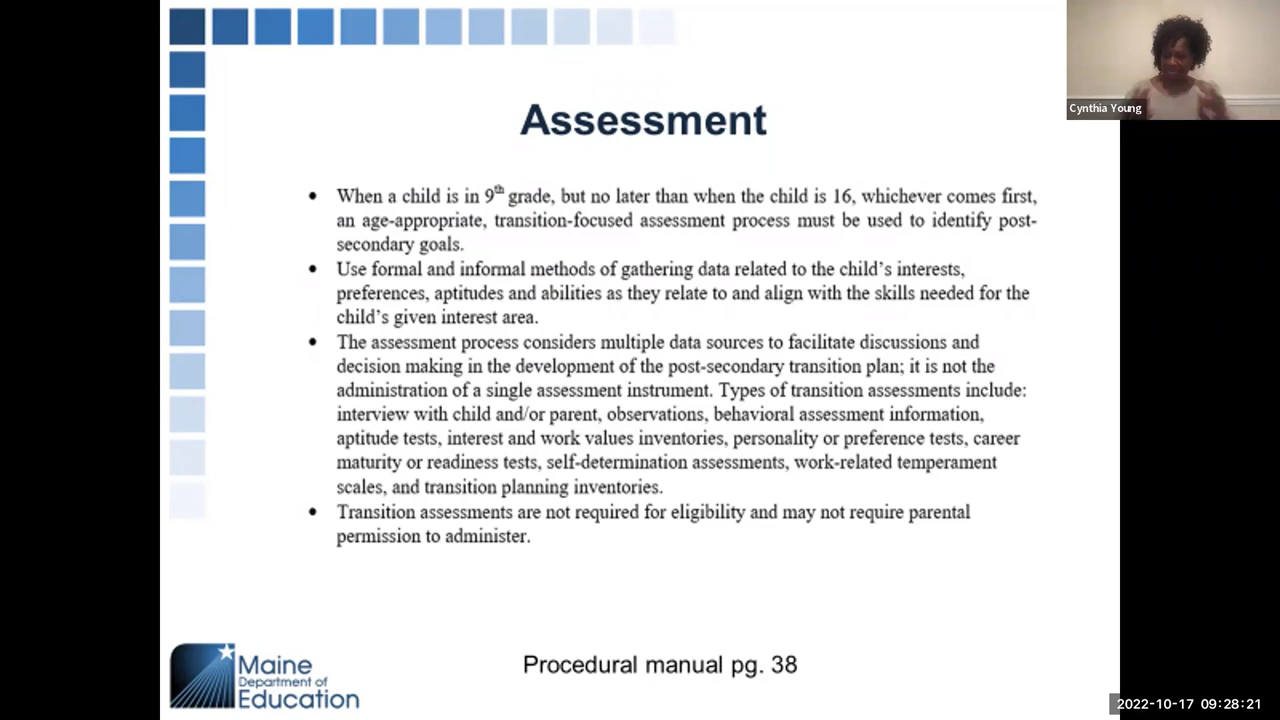 Cynthia Young
Assessment
• When a child is in 9th grade, but no later than when the child is 16, whichever comes first,
an age-appropriate, transition-focused assessment process must be used to identify post-
secondary goals.
• Use formal and informal methods of gathering data related to the child's interests,
preferences, aptitudes and abilities as they relate to and align with the skills needed for the
child's given interest area.
• The assessment process considers multiple data sources to facilitate discussions and
decision making in the development of the post-secondary transition plan; it is not the
administration of a single assessment instrument. Types of transition assessments include:
interview with child and/or parent, observations, behavioral assessment information,
aptitude tests, interest and work values inventories, personality or preference tests, career
maturity or readiness tests, self-determination assessments, work-related temperament
scales, and transition planning inventories.
• Transition assessments are not required for eligibility and may not require parental
permission to administer.
Procedural manual pg. 38
Maine
Department of
Education
2022-10-17 09:28:21